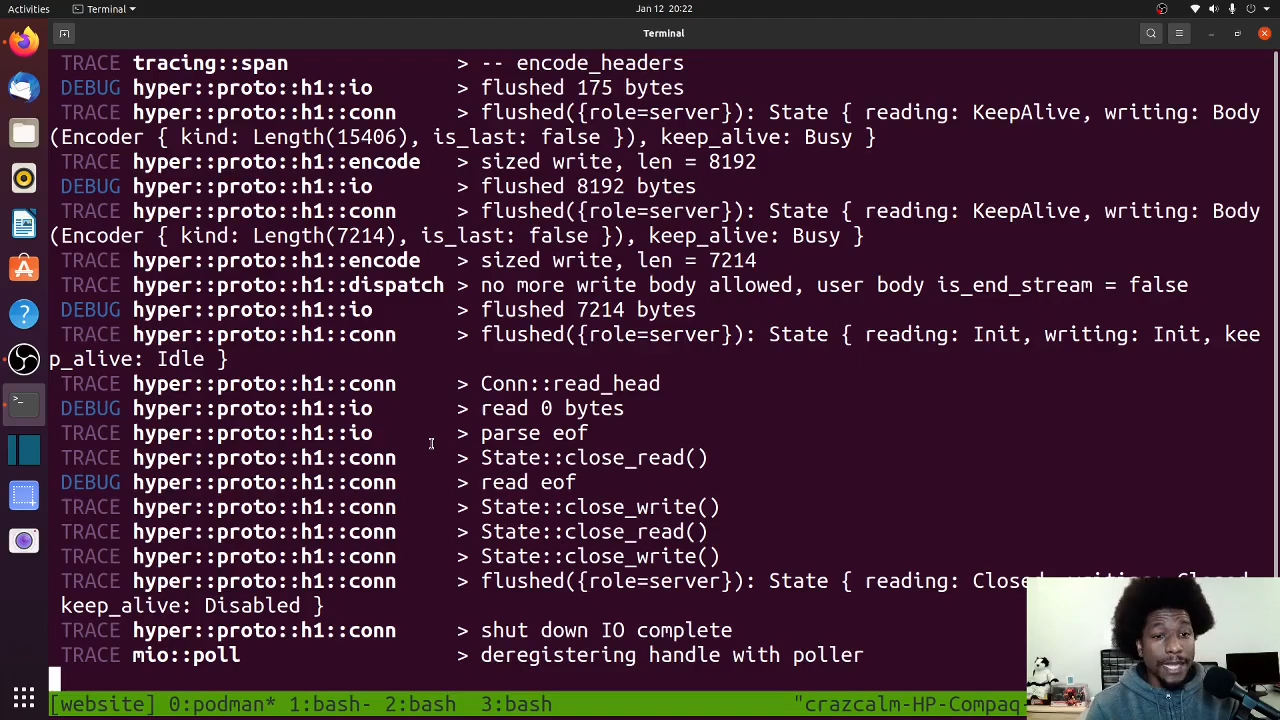 Activities
Terminal
Jan 12 20:22
Terminal
TRACE tracing::span > -- encode_headers
DEBUG hyper::proto::h1::io > flushed 175 bytes
TRACE hyper::proto::h1::conn > flushed({role=server}): State { reading: KeepAlive, writing: Body
(Encoder { kind: Length(15406), is_last: false }), keep_alive: Busy }
TRACE hyper::proto::h1::encode > sized write, len = 8192
DEBUG hyper::proto::h1::io > flushed 8192 bytes
TRACE hyper::proto::h1::conn > flushed({role=server}): State { reading: KeepAlive, writing: Body
(Encoder { kind: Length(7214), is_last: false }), keep_alive: Busy }
TRACE hyper::proto::h1::encode > sized write, len = 7214
TRACE hyper::proto::h1::dispatch > no more write body allowed, user body is_end_stream = false
DEBUG hyper::proto::h1::io > flushed 7214 bytes
TRACE hyper::proto::h1::conn > flushed({role=server}): State { reading: Init, writing: Init, kee
p_alive: Idle }
TRACE hyper::proto::h1::conn > Conn::read_head
DEBUG hyper::proto::h1::io > read 0 bytes
TRACE hyper::proto::h1::io > parse eof
TRACE hyper::proto::h1::conn > State::close_read()
DEBUG hyper::proto::h1::conn > read eof
TRACE hyper::proto::h1::conn > State::close_write()
TRACE hyper::proto::h1::conn > State::close_read()
TRACE hyper::proto::h1::conn > State::close_write()
TRACE hyper::proto::h1::conn > flushed({role=server}): State { reading: Closed, writing: Closed,
keep_alive: Disabled }
TRACE hyper::proto::h1::conn > shut down IO complete
TRACE mio::poll > deregistering handle with poller
[website] 0:podman* 1:bash- 2:bash 3:bash "crazcalm-HP-Compaq-